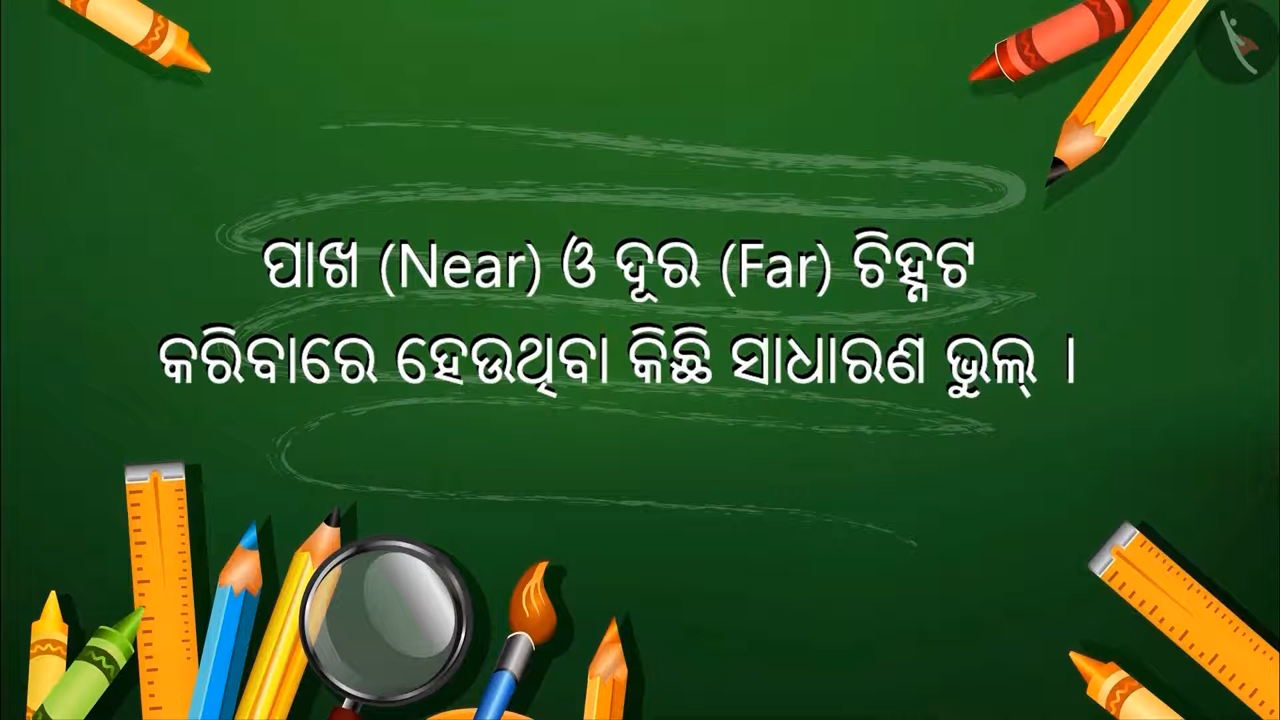 ପାଖ (Near) ଓ ଦୂର (Far) ଚିହ୍ନଟ
କରିବାରେ ହେଉଥିବା କିଛି ସାଧାରଣ ଭୁଲ୍ ।